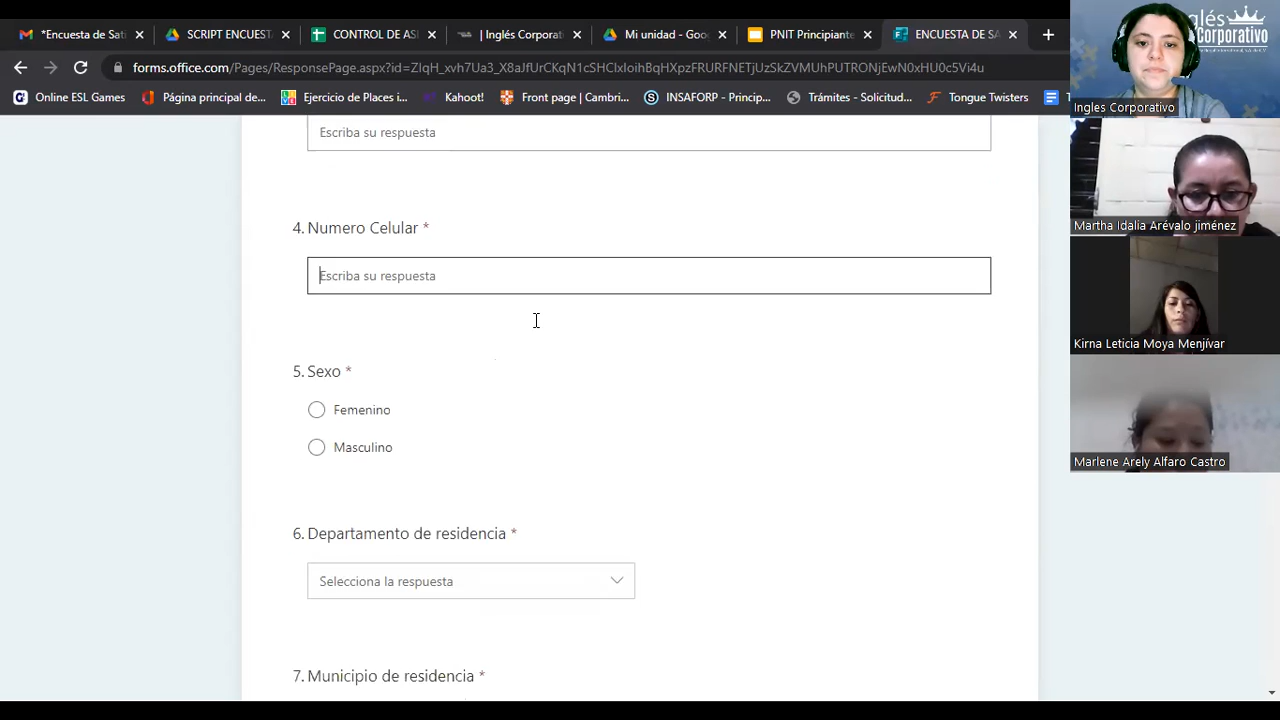 *Encuesta de Sat
SCRIPT ENCUEST
CONTROL DE ASI
| Inglés Corporat
Mi unidad - Goog
PNIT Principiante
ENCUESTA DE SA
forms.office.com/Pages/ResponsePage.aspx?id=
Online ESL Games
Página principal de...
Ejercicio de Places i...
Kahoot!
Front page | Cambri...
INSAFORP - Princip...
Trámites - Solicitud...
Tongue Twisters
Escriba su respuesta
4. Numero Celular *
Escriba su respuesta
5. Sexo *
Femenino
Masculino
6. Departamento de residencia *
Selecciona la respuesta
7. Municipio de residencia *
Inglés
Corporativo
Ingles Corporativo
Martha Idalia Arévalo jiménez
Kirna Leticia Moya Menjívar
Marlene Arely Alfaro Castro